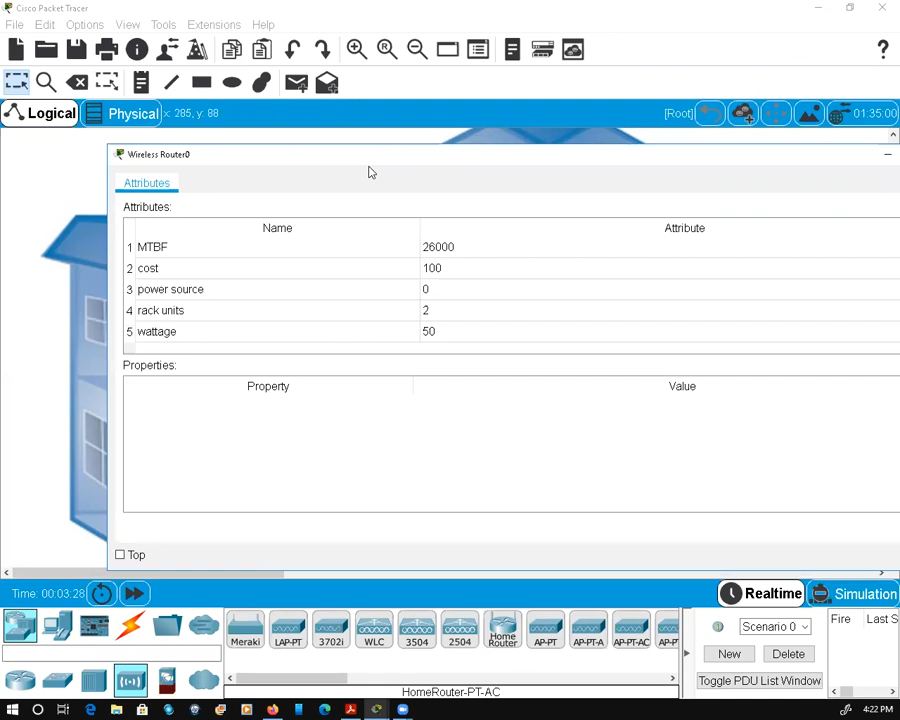 Cisco Packet Tracer
File Edit Options View Tools Extensions Help
?
Logical Physical x: 285, y: 88 [Root] 01:35:00
Wireless Router0
Attributes
Attributes:
Name Attribute
1 MTBF 26000
2 cost 100
3 power source 0
4 rack units 2
5 wattage 50
Properties:
Property Value
Top
Time: 00:03:28 Realtime Simulation
Meraki LAP-PT 3702i WLC 3504 2504 Home Router AP-PT AP-PT-A AP-PT-AC AP-PT
Scenario 0 Fire Last S
New Delete
Toggle PDU List Window
HomeRouter-PT-AC
4:22 PM